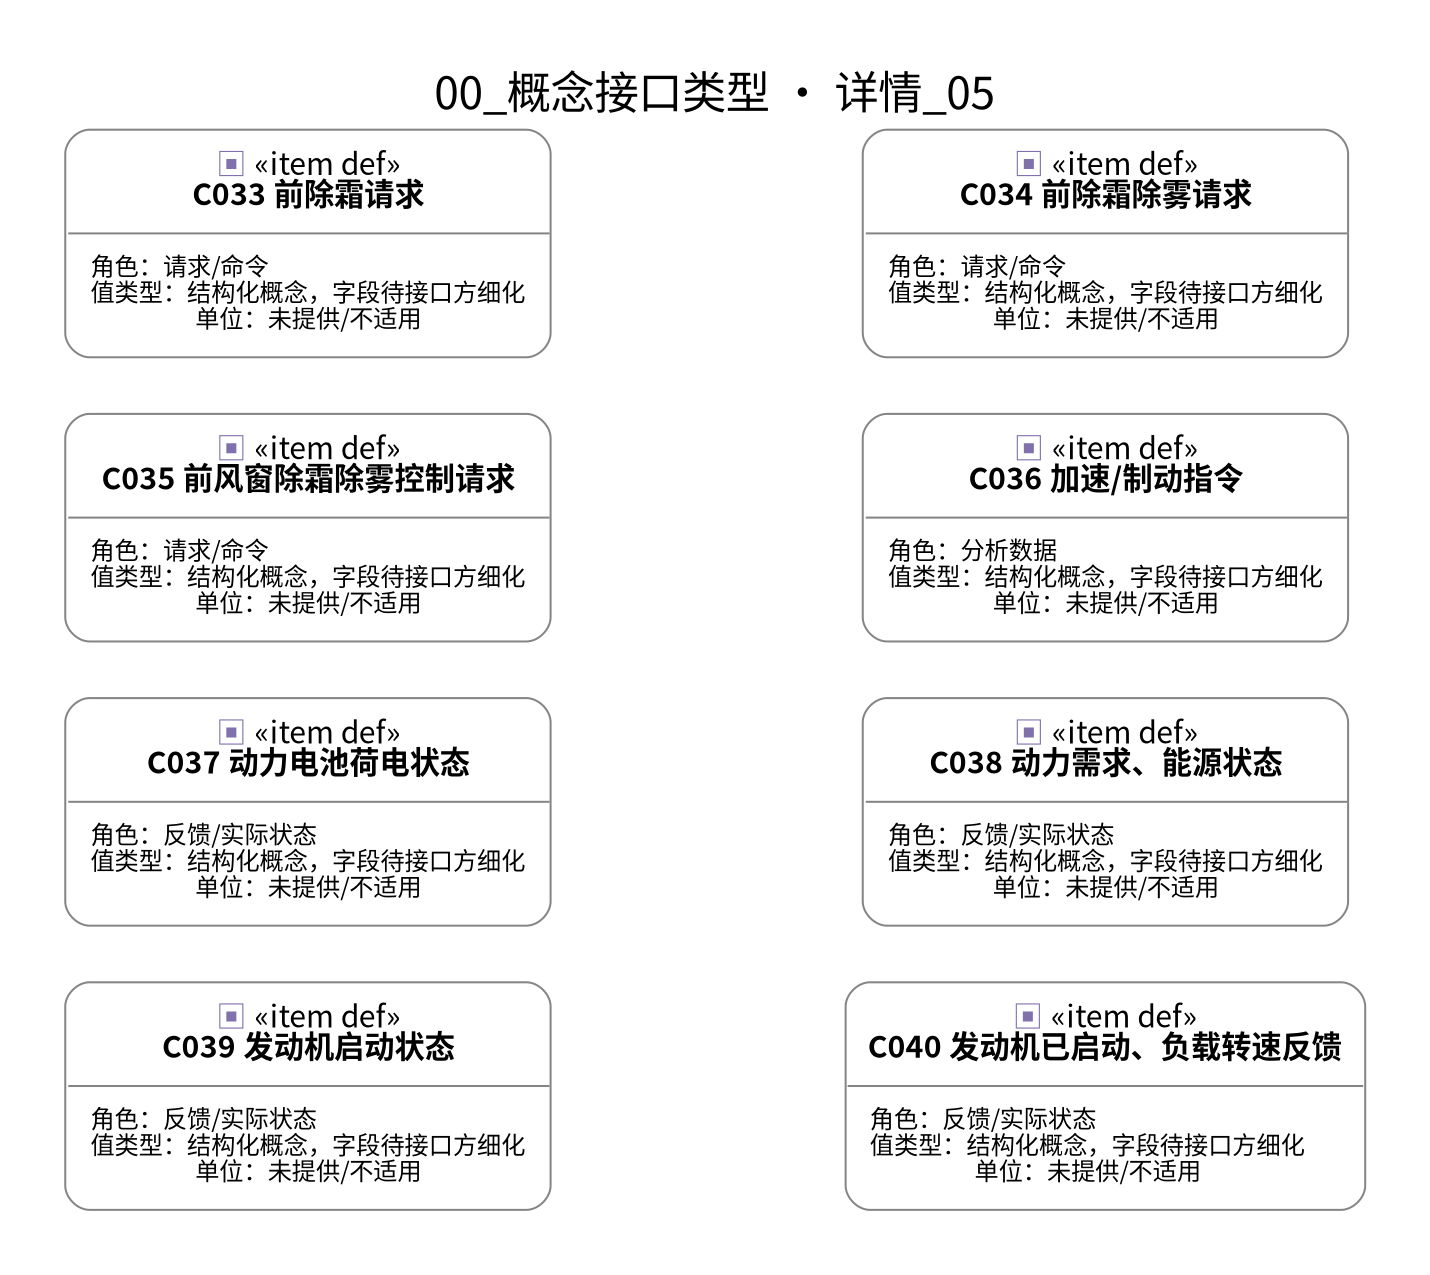 00_概念接口类型 · 详情_05
«item def»
C033 前除霜请求
角色：请求/命令
值类型：结构化概念，字段待接口方细化
单位：未提供/不适用
«item def»
C034 前除霜除雾请求
角色：请求/命令
值类型：结构化概念，字段待接口方细化
单位：未提供/不适用
«item def»
C035 前风窗除霜除雾控制请求
角色：请求/命令
值类型：结构化概念，字段待接口方细化
单位：未提供/不适用
«item def»
C036 加速/制动指令
角色：分析数据
值类型：结构化概念，字段待接口方细化
单位：未提供/不适用
«item def»
C037 动力电池荷电状态
角色：反馈/实际状态
值类型：结构化概念，字段待接口方细化
单位：未提供/不适用
«item def»
C038 动力需求、能源状态
角色：反馈/实际状态
值类型：结构化概念，字段待接口方细化
单位：未提供/不适用
«item def»
C039 发动机启动状态
角色：反馈/实际状态
值类型：结构化概念，字段待接口方细化
单位：未提供/不适用
«item def»
C040 发动机已启动、负载转速反馈
角色：反馈/实际状态
值类型：结构化概念，字段待接口方细化
单位：未提供/不适用